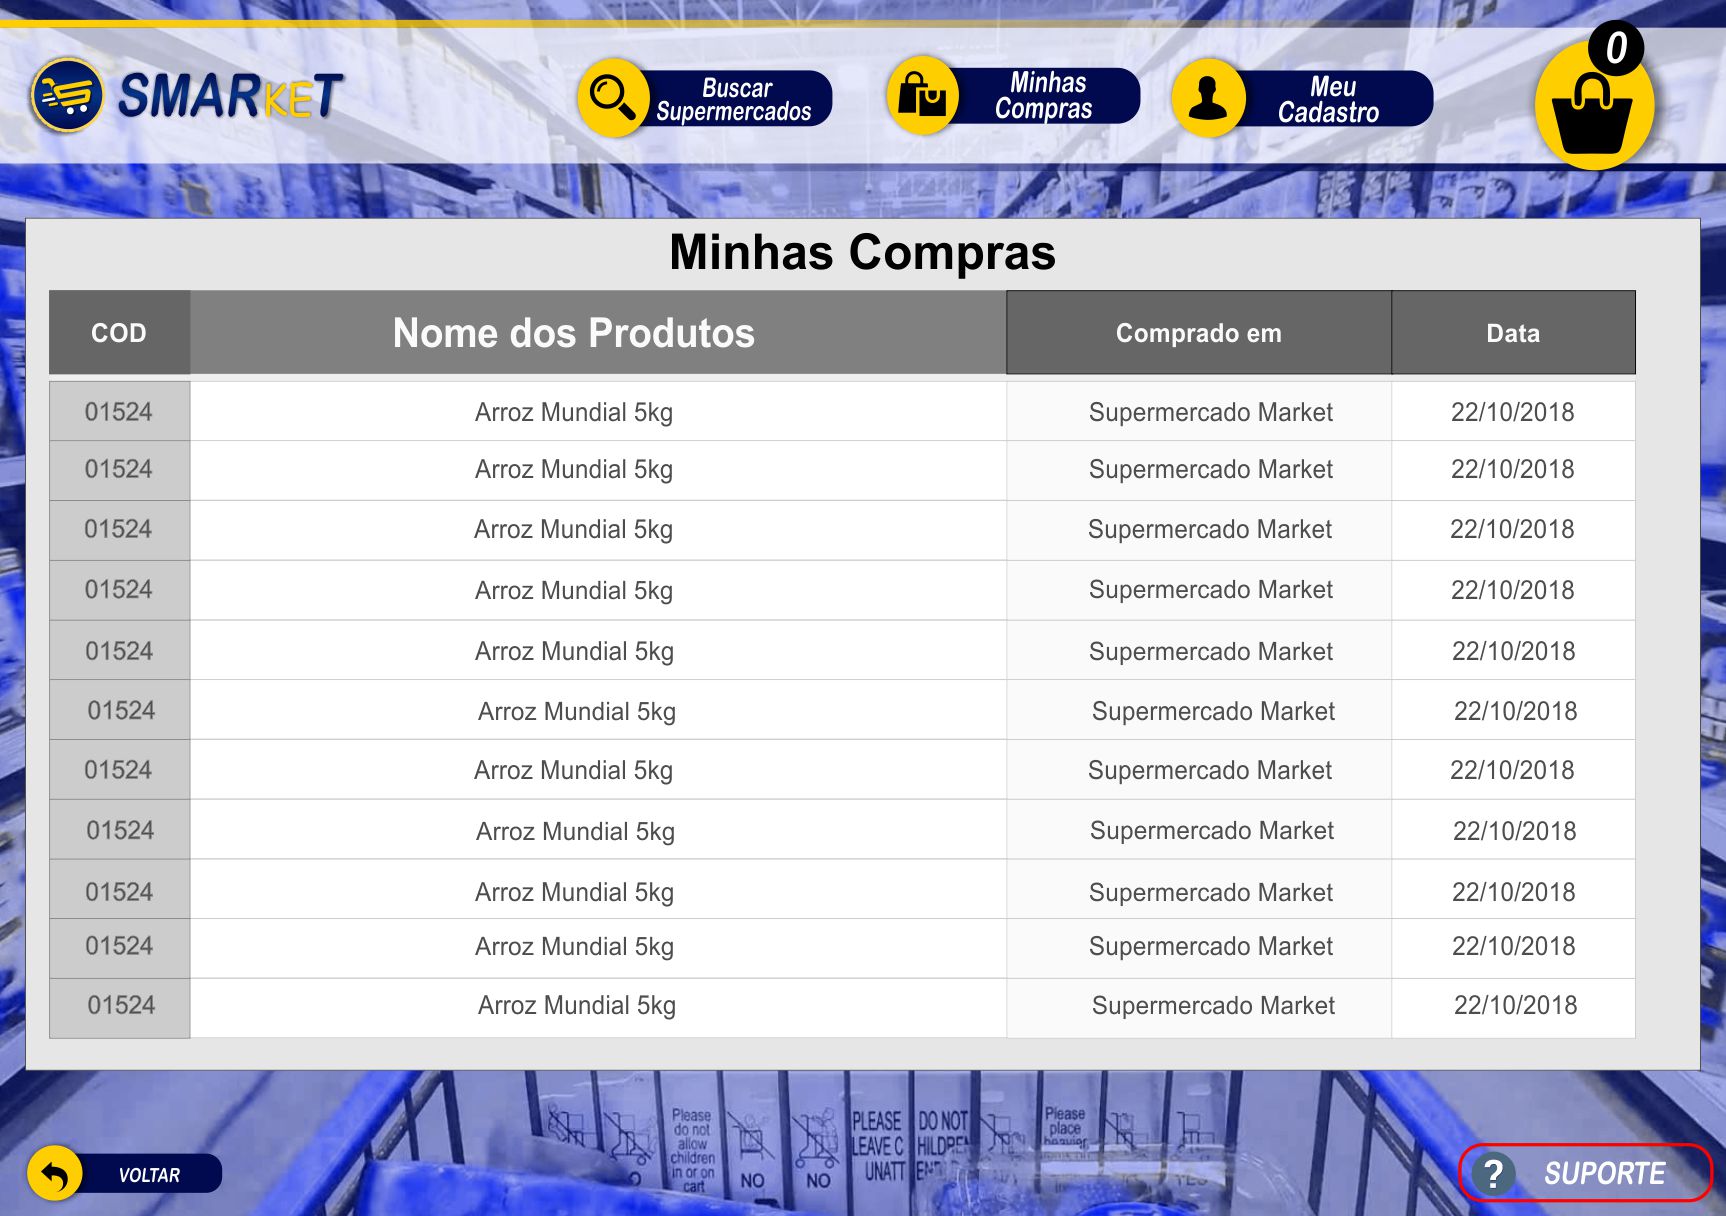 SMARKET
Buscar
Supermercados
Minhas
Compras
Meu
Cadastro
0
Minhas Compras
COD Nome dos Produtos Comprado em Data
01524 Arroz Mundial 5kg Supermercado Market 22/10/2018
01524 Arroz Mundial 5kg Supermercado Market 22/10/2018
01524 Arroz Mundial 5kg Supermercado Market 22/10/2018
01524 Arroz Mundial 5kg Supermercado Market 22/10/2018
01524 Arroz Mundial 5kg Supermercado Market 22/10/2018
01524 Arroz Mundial 5kg Supermercado Market 22/10/2018
01524 Arroz Mundial 5kg Supermercado Market 22/10/2018
01524 Arroz Mundial 5kg Supermercado Market 22/10/2018
01524 Arroz Mundial 5kg Supermercado Market 22/10/2018
01524 Arroz Mundial 5kg Supermercado Market 22/10/2018
01524 Arroz Mundial 5kg Supermercado Market 22/10/2018
Please
do not
allow
children
in or on
cart
NO
NO
PLEASE DO NOT
LEAVE CHILDREN
UNATTEN
Please
place
heavier
VOLTAR
? SUPORTE